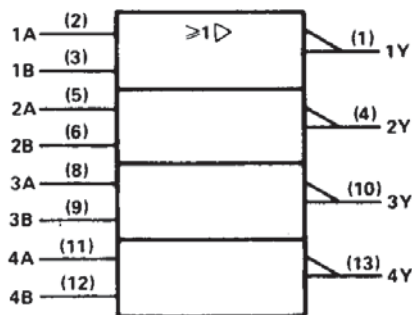 1A (2) ≥1▷ (1) 1Y
1B (3)
2A (5) (4) 2Y
2B (6)
3A (8) (10) 3Y
3B (9)
4A (11) (13) 4Y
4B (12)